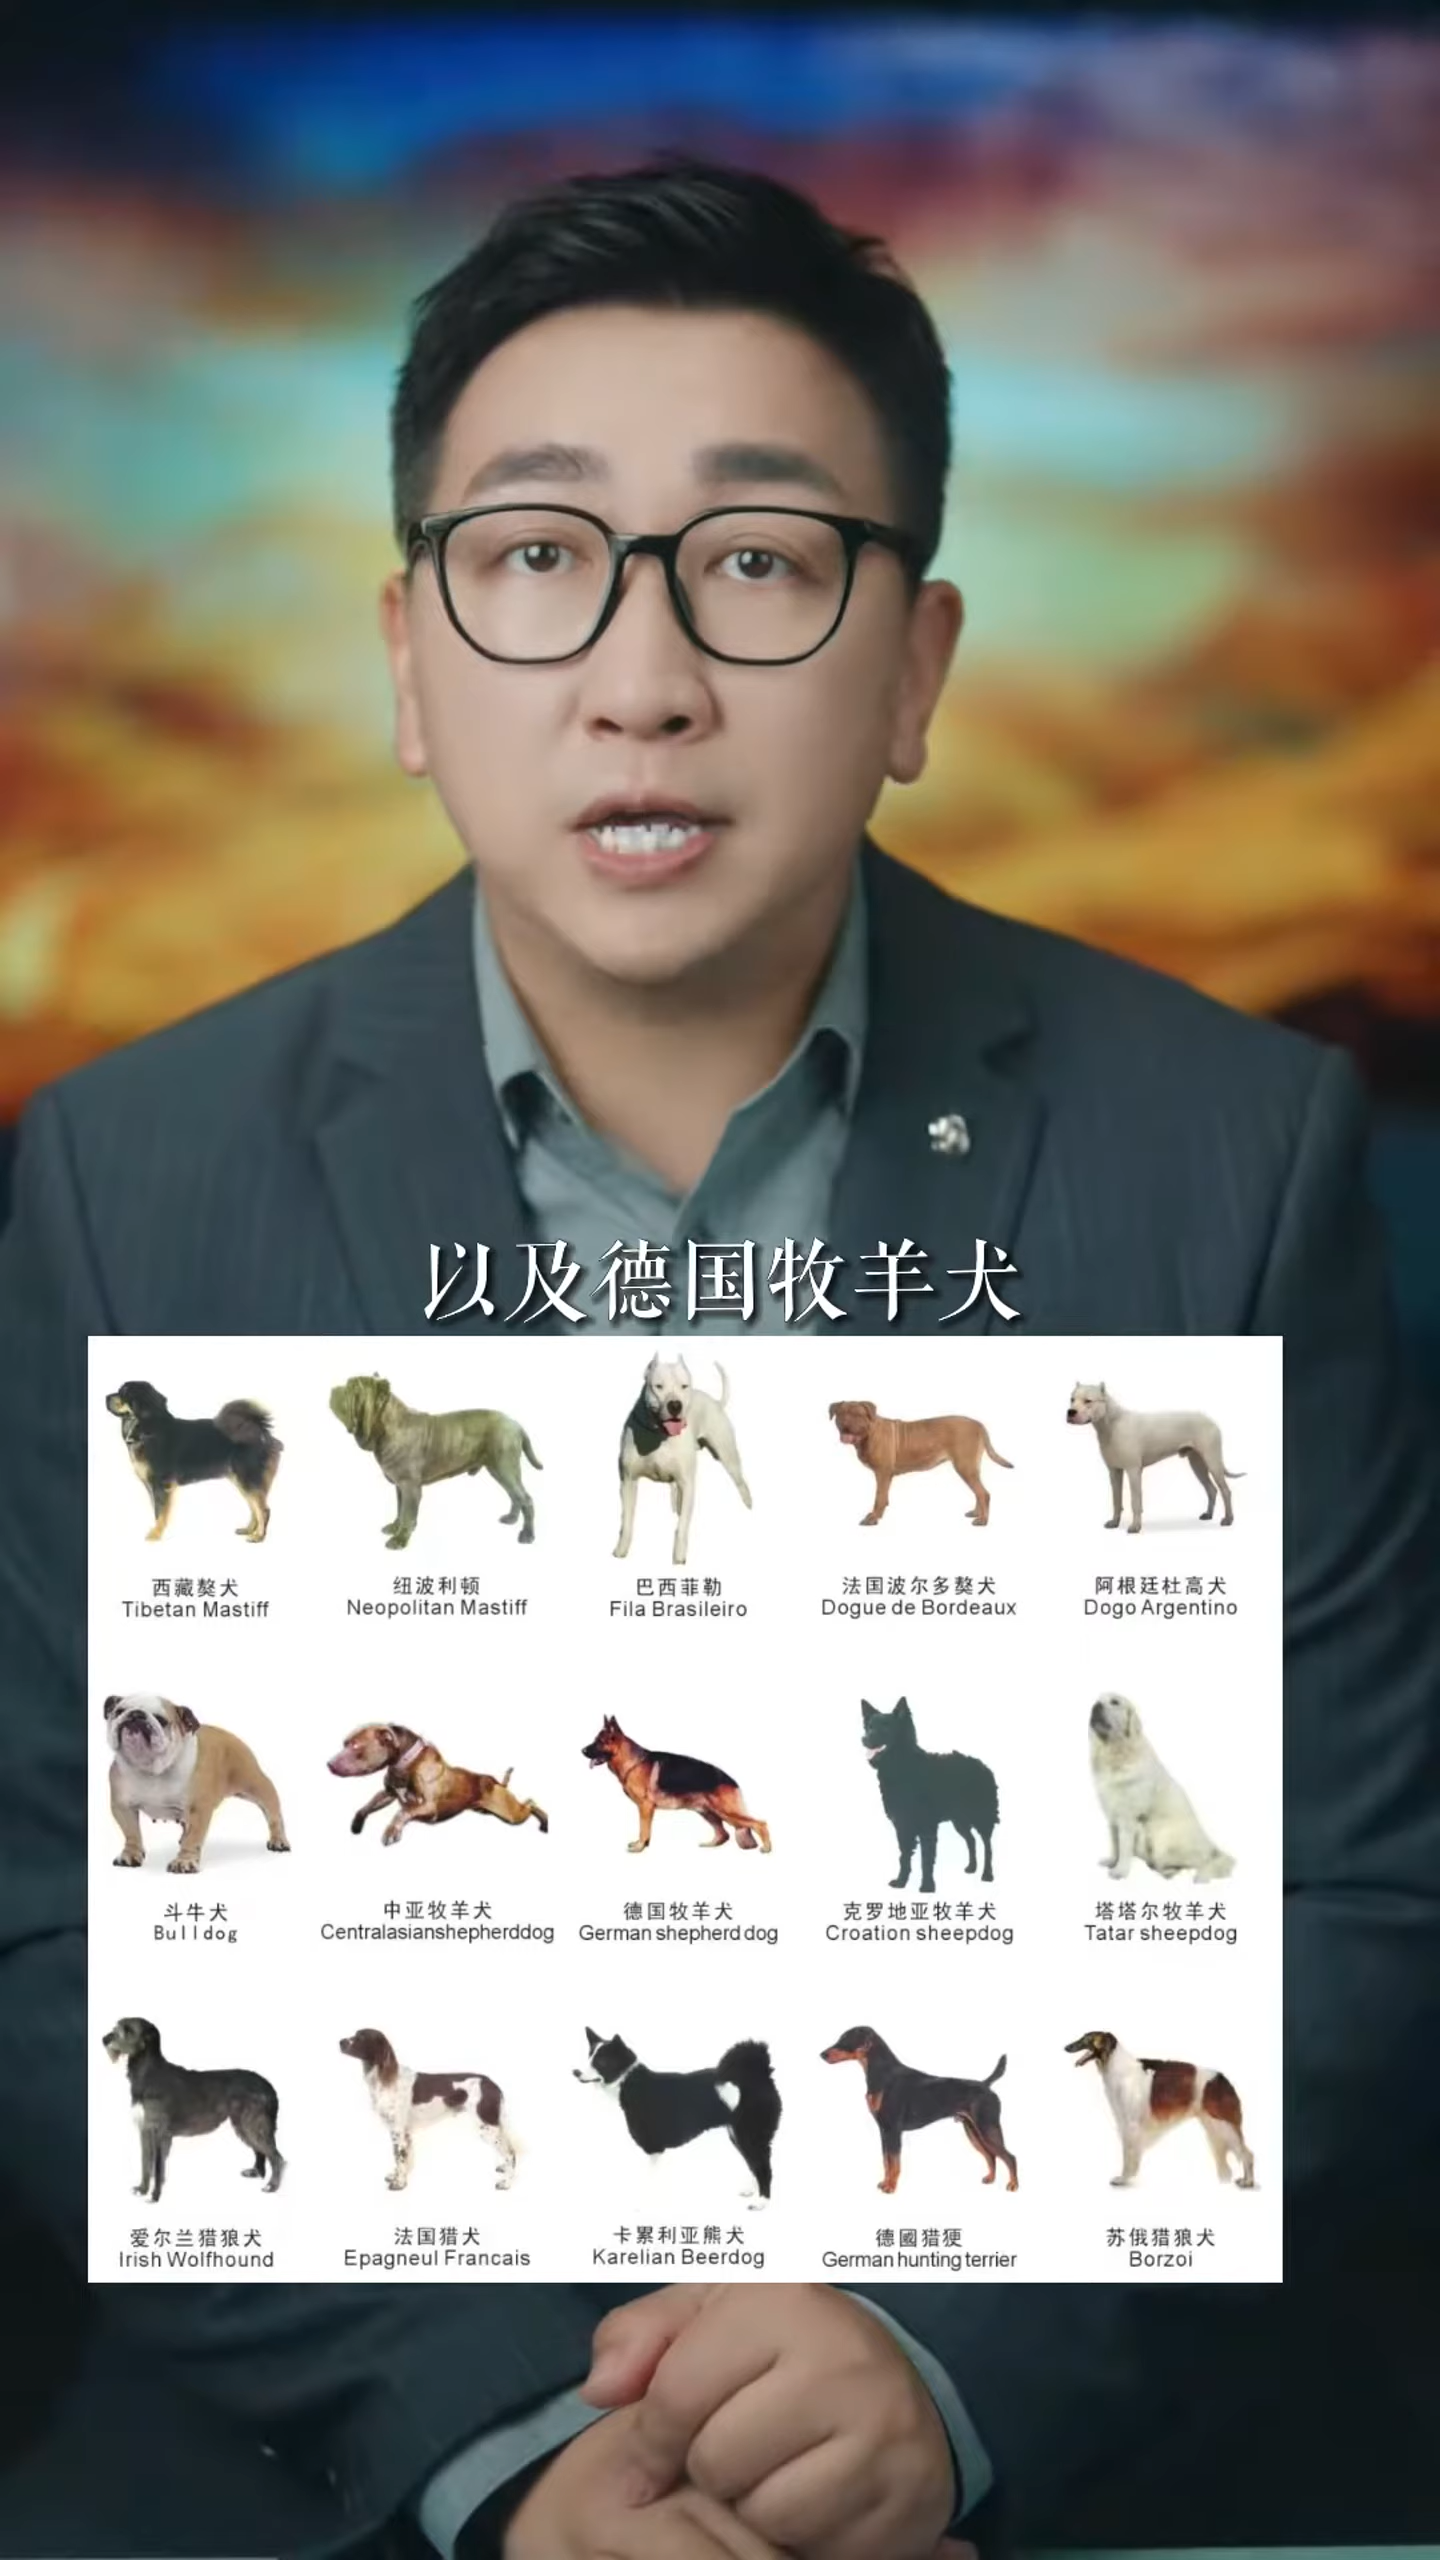 以及德国牧羊犬
西藏獒犬
Tibetan Mastiff
纽波利顿
Neopolitan Mastiff
巴西菲勒
Fila Brasileiro
法国波尔多獒犬
Dogue de Bordeaux
阿根廷杜高犬
Dogo Argentino
斗牛犬
Bulldog
中亚牧羊犬
Centralasianshepherddog
德国牧羊犬
German shepherd dog
克罗地亚牧羊犬
Croation sheepdog
塔塔尔牧羊犬
Tatar sheepdog
爱尔兰猎狼犬
Irish Wolfhound
法国猎犬
Epagneul Francais
卡累利亚熊犬
Karelian Beerdog
德國猎㹴
German hunting terrier
苏俄猎狼犬
Borzoi